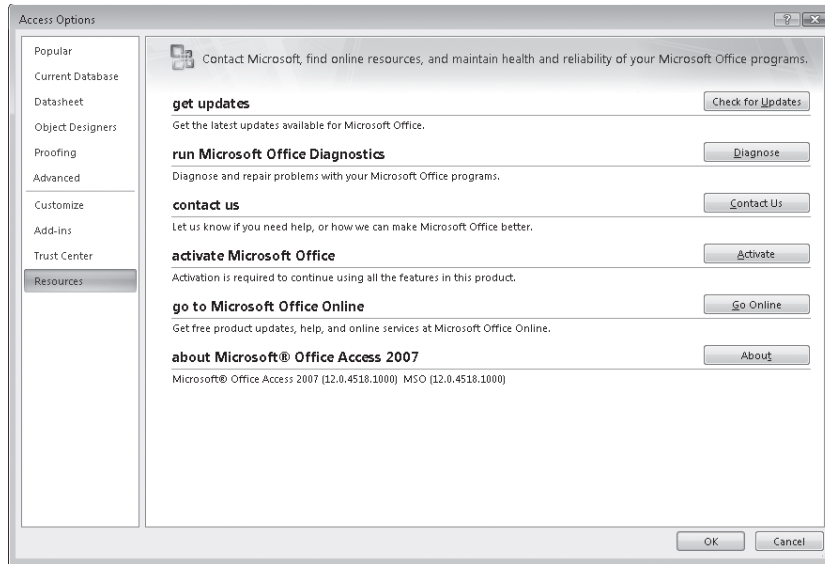 Access Options
Popular
Current Database
Datasheet
Object Designers
Proofing
Advanced
Customize
Add-ins
Trust Center
Resources
Contact Microsoft, find online resources, and maintain health and reliability of your Microsoft Office programs.
get updates
Check for Updates
Get the latest updates available for Microsoft Office.
run Microsoft Office Diagnostics
Diagnose
Diagnose and repair problems with your Microsoft Office programs.
contact us
Contact Us
Let us know if you need help, or how we can make Microsoft Office better.
activate Microsoft Office
Activate
Activation is required to continue using all the features in this product.
go to Microsoft Office Online
Go Online
Get free product updates, help, and online services at Microsoft Office Online.
about Microsoft® Office Access 2007
About
Microsoft® Office Access 2007 (12.0.4518.1000) MSO (12.0.4518.1000)
OK
Cancel